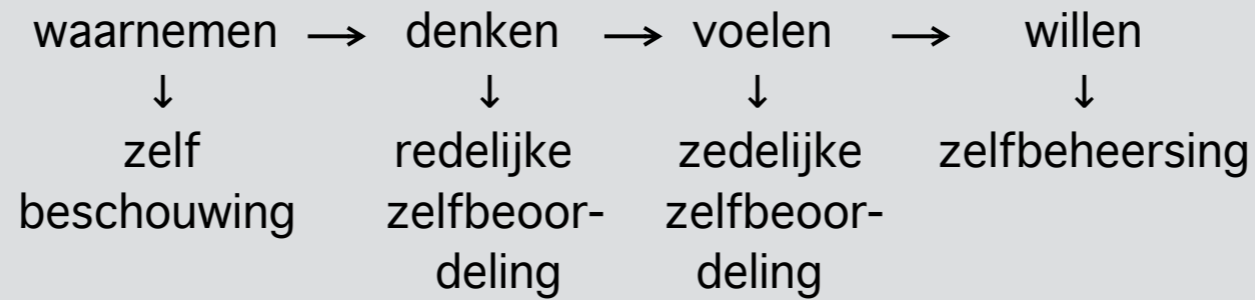 waarnemen → denken → voelen → willen
↓ ↓ ↓ ↓
zelf redelijke zedelijke zelfbeheersing
beschouwing zelfbeoor- zelfbeoor-
deling deling